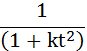 1
(1 + kt²)